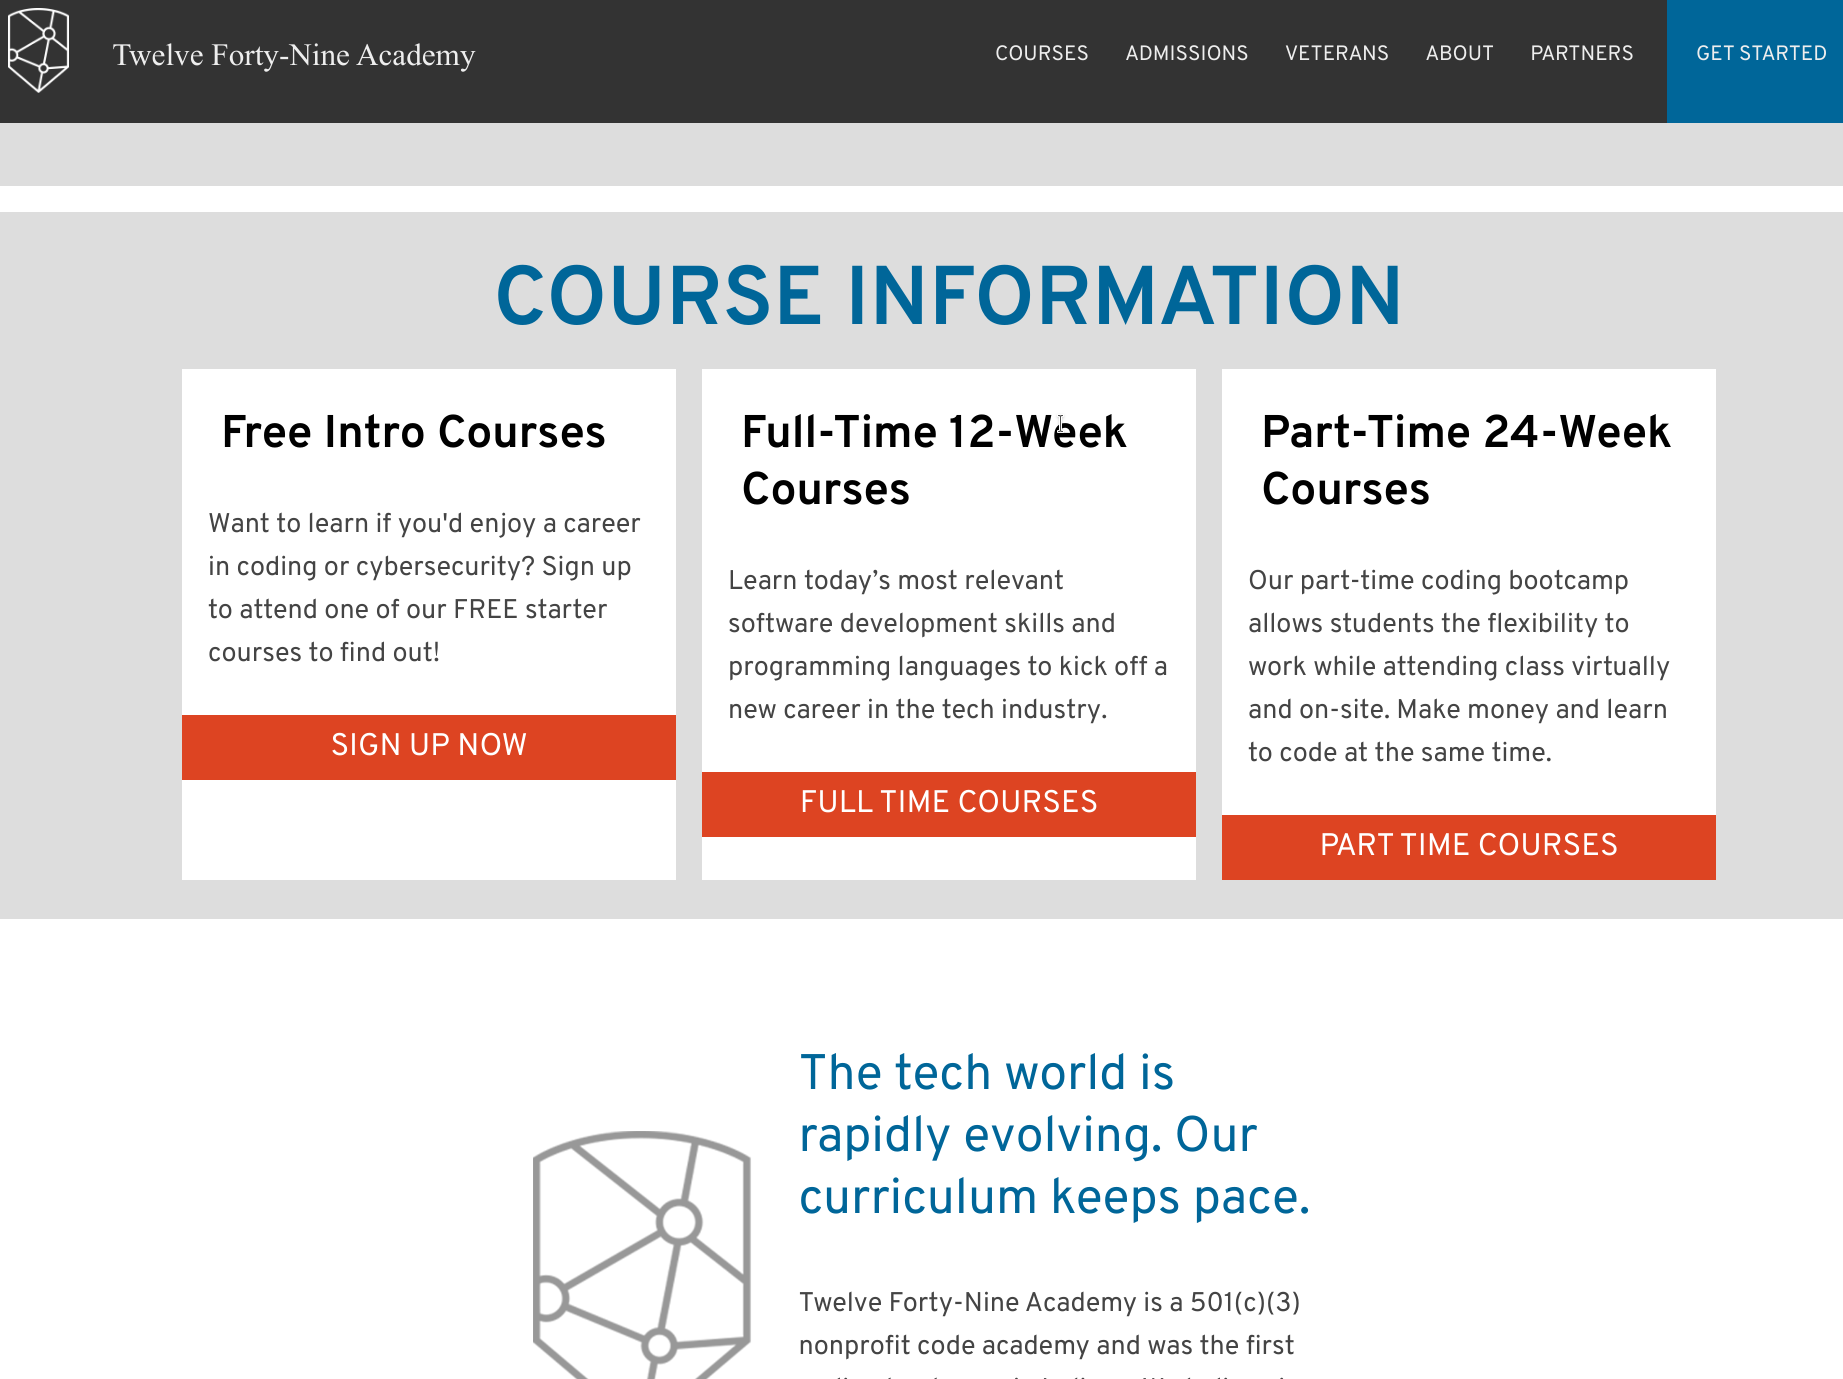 Twelve Forty-Nine Academy
COURSES ADMISSIONS VETERANS ABOUT PARTNERS GET STARTED
COURSE INFORMATION
Free Intro Courses
Want to learn if you'd enjoy a career
in coding or cybersecurity? Sign up
to attend one of our FREE starter
courses to find out!
SIGN UP NOW
Full-Time 12-Week
Courses
Learn today’s most relevant
software development skills and
programming languages to kick off a
new career in the tech industry.
FULL TIME COURSES
Part-Time 24-Week
Courses
Our part-time coding bootcamp
allows students the flexibility to
work while attending class virtually
and on-site. Make money and learn
to code at the same time.
PART TIME COURSES
The tech world is
rapidly evolving. Our
curriculum keeps pace.
Twelve Forty-Nine Academy is a 501(c)(3)
nonprofit code academy and was the first